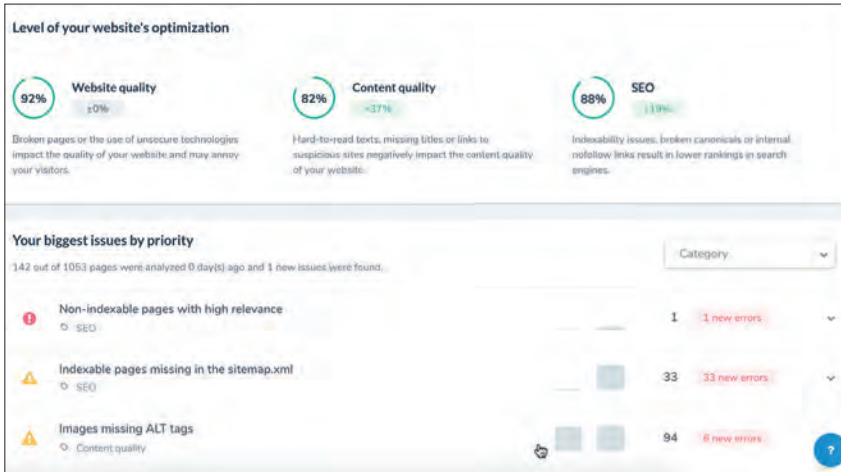 Level of your website's optimization
92%
Website quality
±0%
Broken pages or the use of unsecure technologies
impact the quality of your website and may annoy
your visitors.
82%
Content quality
+37%
Hard-to-read texts, missing titles or links to
suspicious sites negatively impact the content quality
of your website.
88%
SEO
Indexability issues, broken canonicals or internal
nofollow links result in lower rankings in search
engines.
Your biggest issues by priority
142 out of 1053 pages were analyzed 0 day(s) ago and 1 new issues were found.
Category
Non-indexable pages with high relevance
SEO
1
1 new errors
Indexable pages missing in the sitemap.xml
SEO
33
33 new errors
Images missing ALT tags
Content quality
94
6 new errors
?